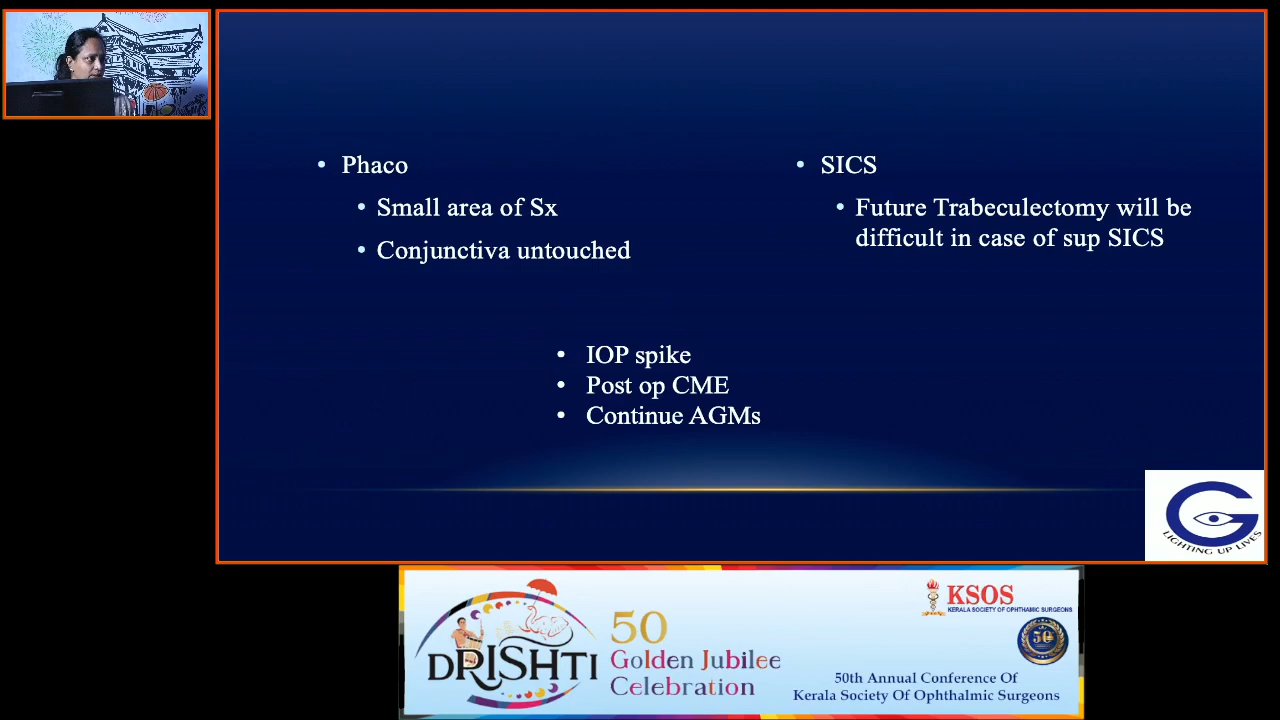 • Phaco
• Small area of Sx
• Conjunctiva untouched
• SICS
• Future Trabeculectomy will be
difficult in case of sup SICS
• IOP spike
• Post op CME
• Continue AGMs
LIGHTING UP LIVES
DRISHTI
50
Golden Jubilee
Celebration
KSOS
KERALA SOCIETY OF OPHTHAMIC SURGEONS
50
50th Annual Conference Of
Kerala Society Of Ophthalmic Surgeons